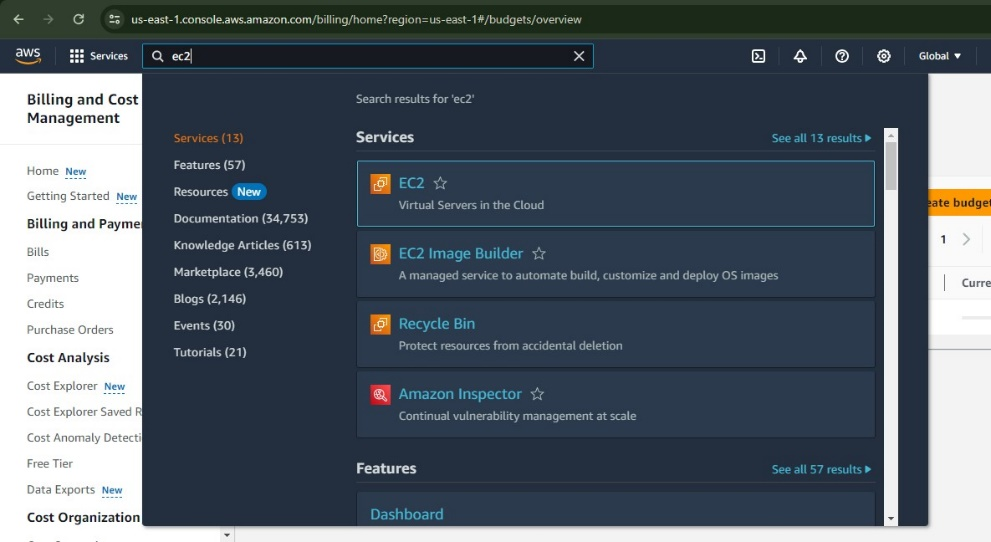 us-east-1.console.aws.amazon.com/billing/home?region=us-east-1#/budgets/overview
aws
Services
ec2
Global
Billing and Cost
Management
Home New
Getting Started New
Billing and Payme
Bills
Payments
Credits
Purchase Orders
Cost Analysis
Cost Explorer New
Cost Explorer Saved R
Cost Anomaly Detecti
Free Tier
Data Exports New
Cost Organization
Search results for 'ec2'
Services (13)
Features (57)
Resources New
Documentation (34,753)
Knowledge Articles (613)
Marketplace (3,460)
Blogs (2,146)
Events (30)
Tutorials (21)
Services
See all 13 results
EC2
Virtual Servers in the Cloud
EC2 Image Builder
A managed service to automate build, customize and deploy OS images
Recycle Bin
Protect resources from accidental deletion
Amazon Inspector
Continual vulnerability management at scale
Features
See all 57 results
Dashboard
eate budget
1
Curre